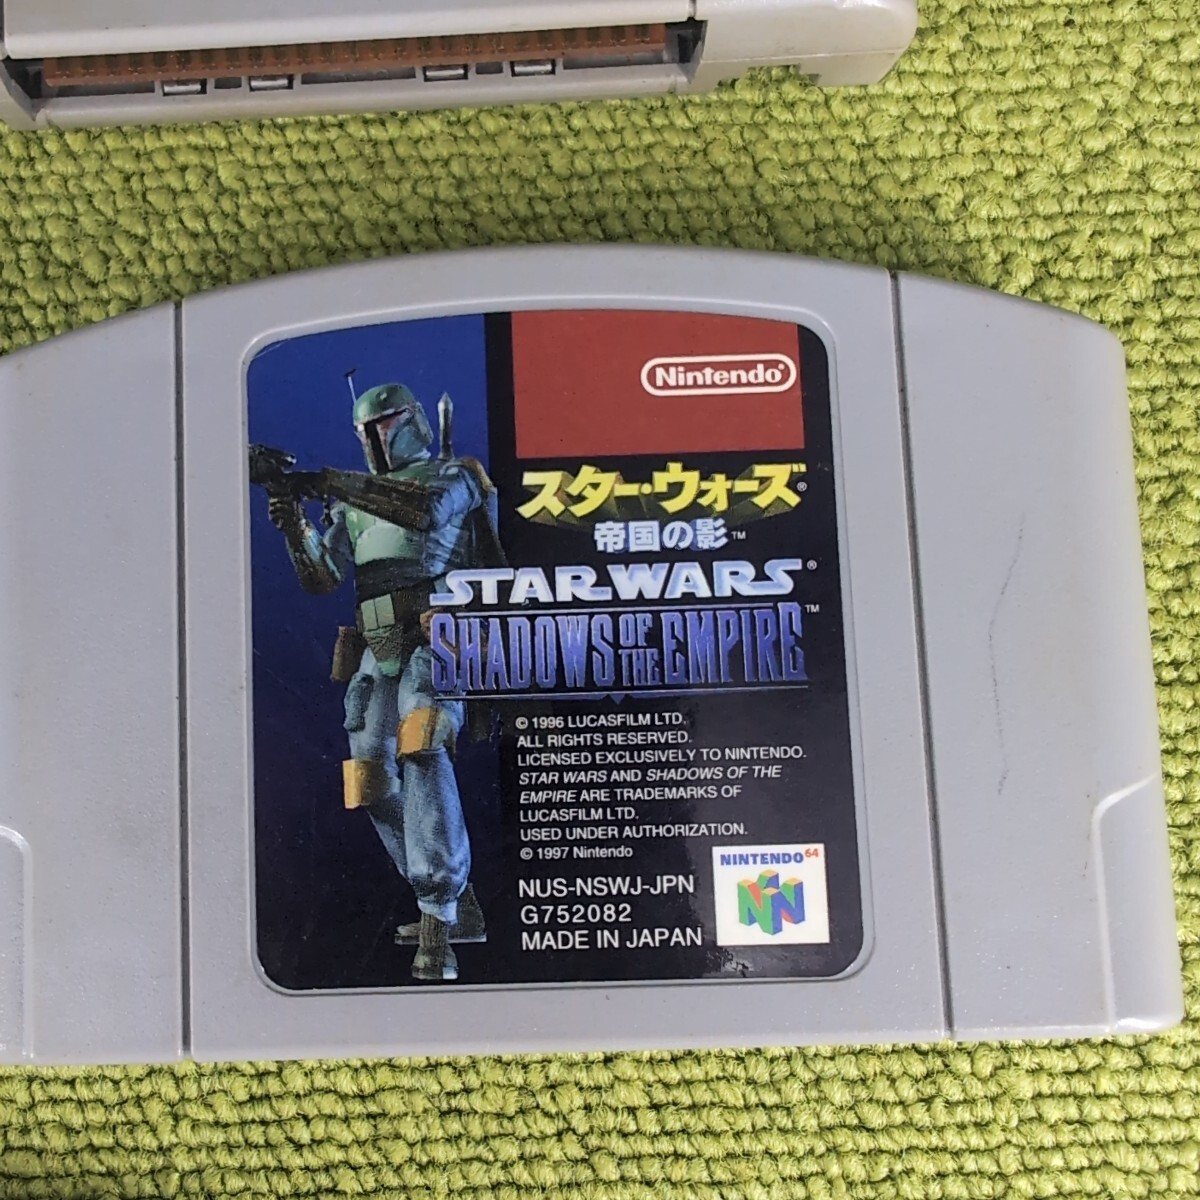 Nintendo®
スター・ウォーズ®
帝国の影™
STAR WARS®
SHADOWS OF THE EMPIRE™
© 1996 LUCASFILM LTD.
ALL RIGHTS RESERVED.
LICENSED EXCLUSIVELY TO NINTENDO.
STAR WARS AND SHADOWS OF THE
EMPIRE ARE TRADEMARKS OF
LUCASFILM LTD.
USED UNDER AUTHORIZATION.
© 1997 Nintendo
NUS-NSWJ-JPN
G752082
MADE IN JAPAN
NINTENDO 64